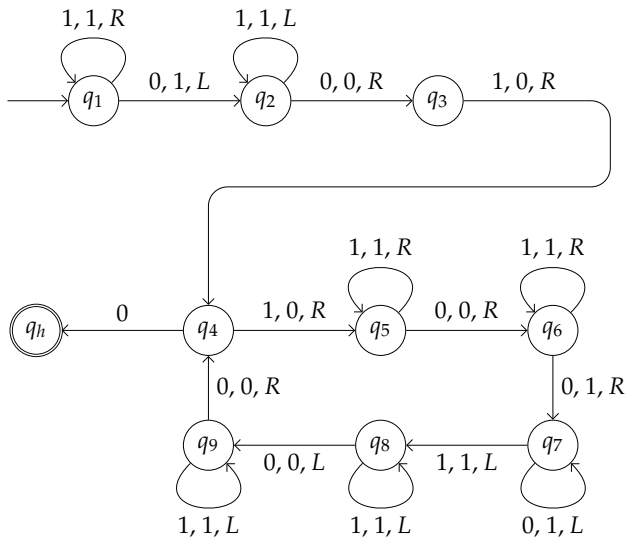 1, 1, R 1, 1, L
q1 0, 1, L q2 0, 0, R q3 1, 0, R
1, 1, R 1, 1, R
qh 0 q4 1, 0, R q5 0, 0, R q6
0, 0, R 0, 1, R
q9 0, 0, L q8 1, 1, L q7
1, 1, L 1, 1, L 0, 1, L